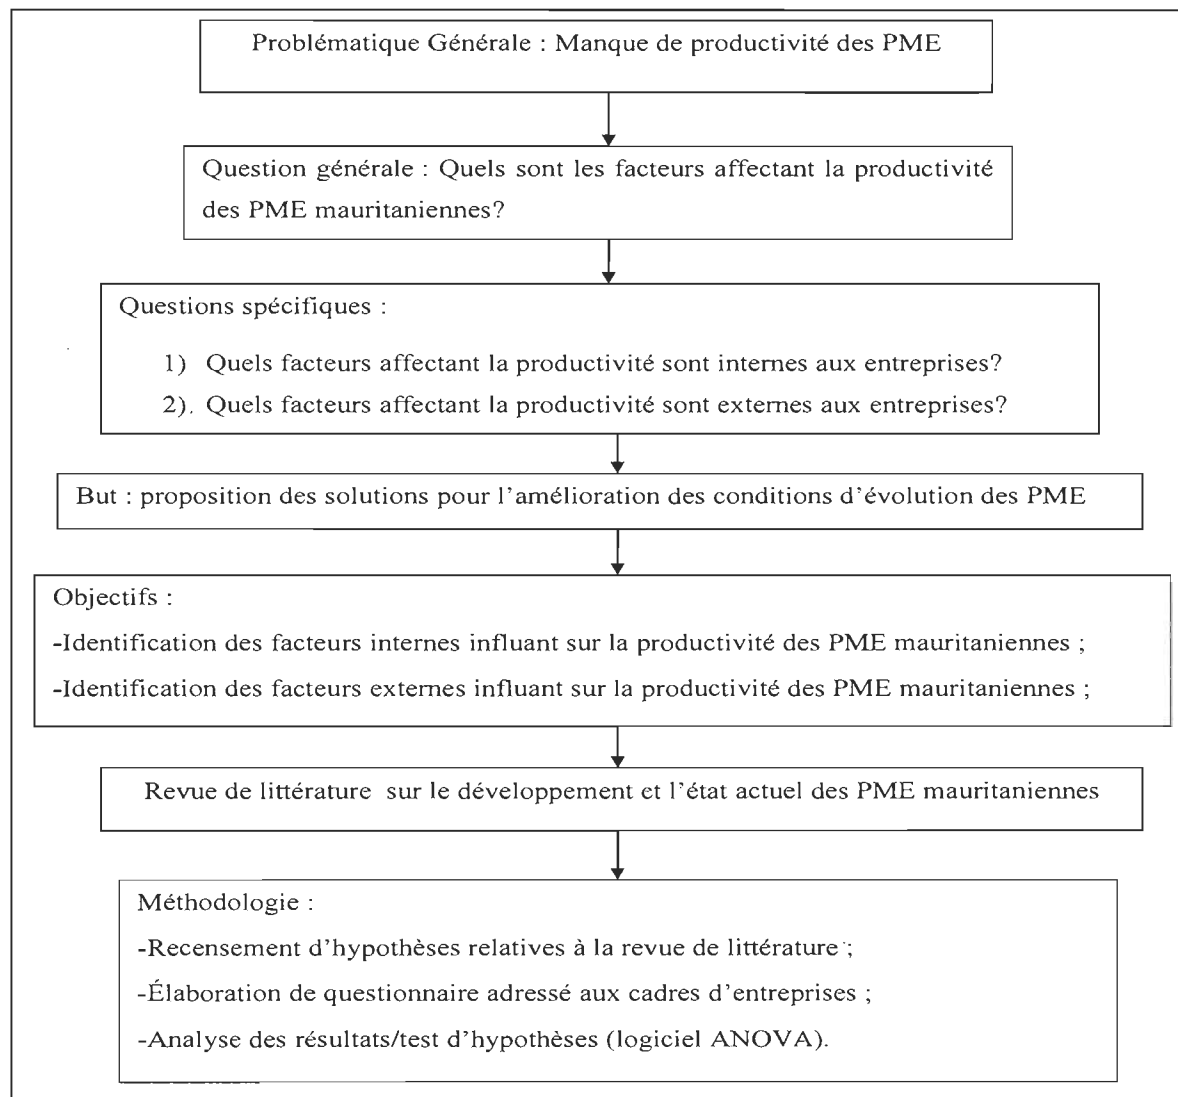 Problématique Générale : Manque de productivité des PME
Question générale : Quels sont les facteurs affectant la productivité
des PME mauritaniennes?
Questions spécifiques :
1) Quels facteurs affectant la productivité sont internes aux entreprises?
2). Quels facteurs affectant la productivité sont externes aux entreprises?
But : proposition des solutions pour l'amélioration des conditions d'évolution des PME
Objectifs :
-Identification des facteurs internes influant sur la productivité des PME mauritaniennes ;
-Identification des facteurs externes influant sur la productivité des PME mauritaniennes ;
Revue de littérature sur le développement et l'état actuel des PME mauritaniennes
Méthodologie :
-Recensement d'hypothèses relatives à la revue de littérature ;
-Élaboration de questionnaire adressé aux cadres d'entreprises ;
-Analyse des résultats/test d'hypothèses (logiciel ANOVA).